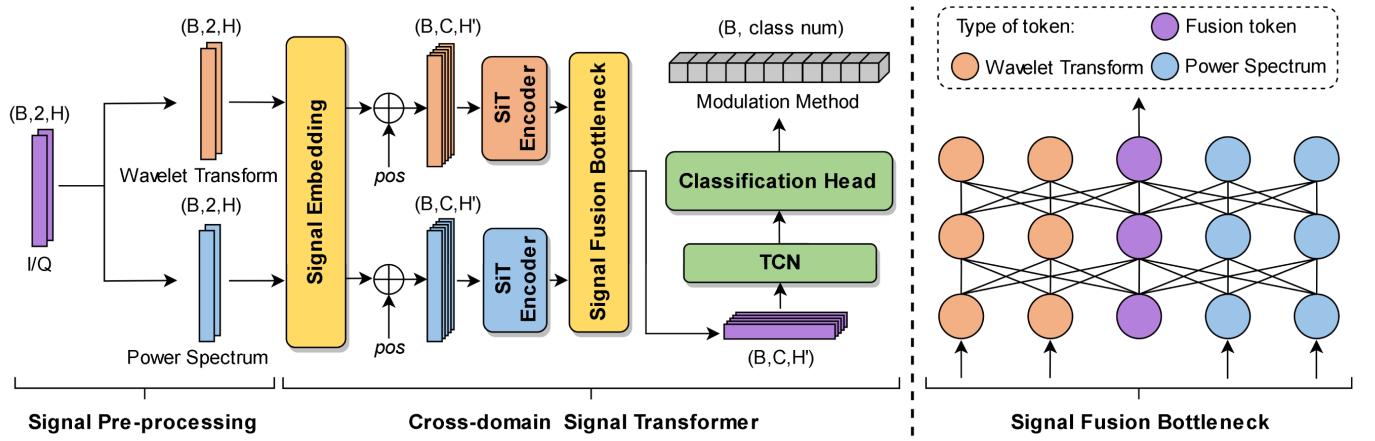 (B,2,H)
I/Q
(B,2,H)
Wavelet Transform
(B,2,H)
Power Spectrum
Signal Pre-processing
Signal Embedding
pos
pos
(B,C,H')
(B,C,H')
SiT
Encoder
SiT
Encoder
Signal Fusion Bottleneck
(B, class num)
Modulation Method
Classification Head
TCN
(B,C,H')
Cross-domain Signal Transformer
Type of token:
Fusion token
Wavelet Transform
Power Spectrum
Signal Fusion Bottleneck